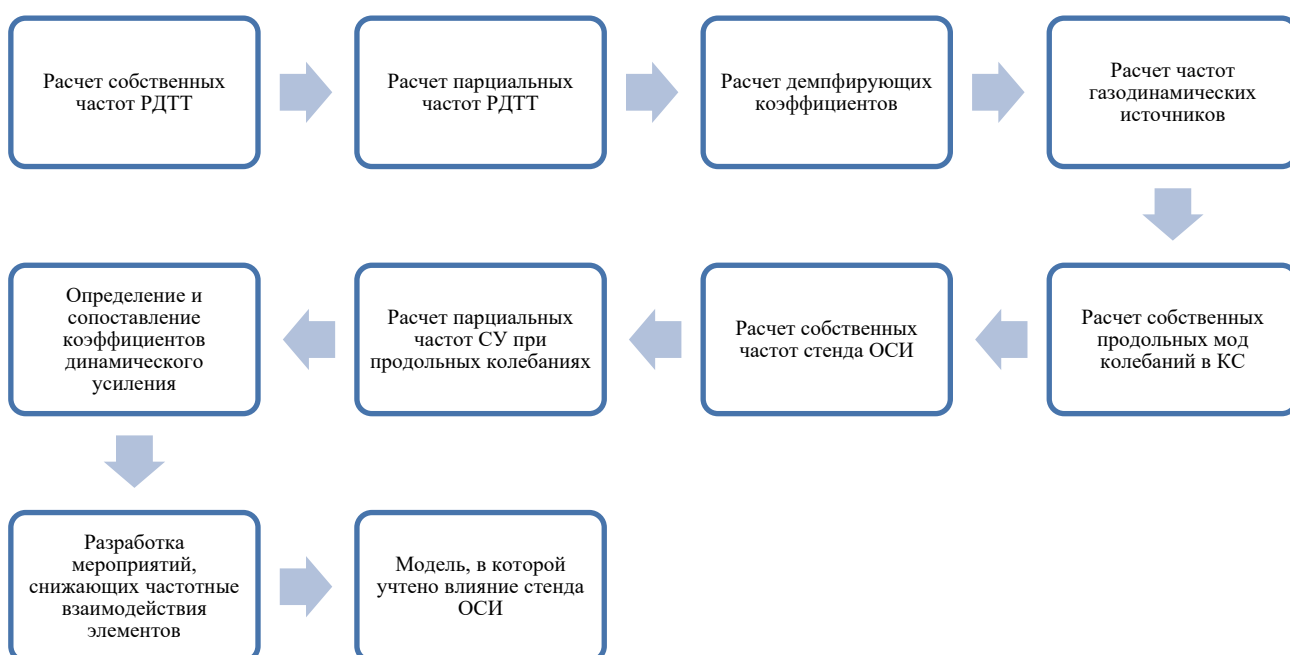 Расчет собственных
частот РДТТ
Расчет парциальных
частот РДТТ
Расчет демпфирующих
коэффициентов
Расчет частот
газодинамических
источников
Расчет собственных
продольных мод
колебаний в КС
Расчет собственных
частот стенда ОСИ
Расчет парциальных
частот СУ при
продольных колебаниях
Определение и
сопоставление
коэффициентов
динамического
усиления
Разработка
мероприятий,
снижающих частотные
взаимодействия
элементов
Модель, в которой
учтено влияние стенда
ОСИ